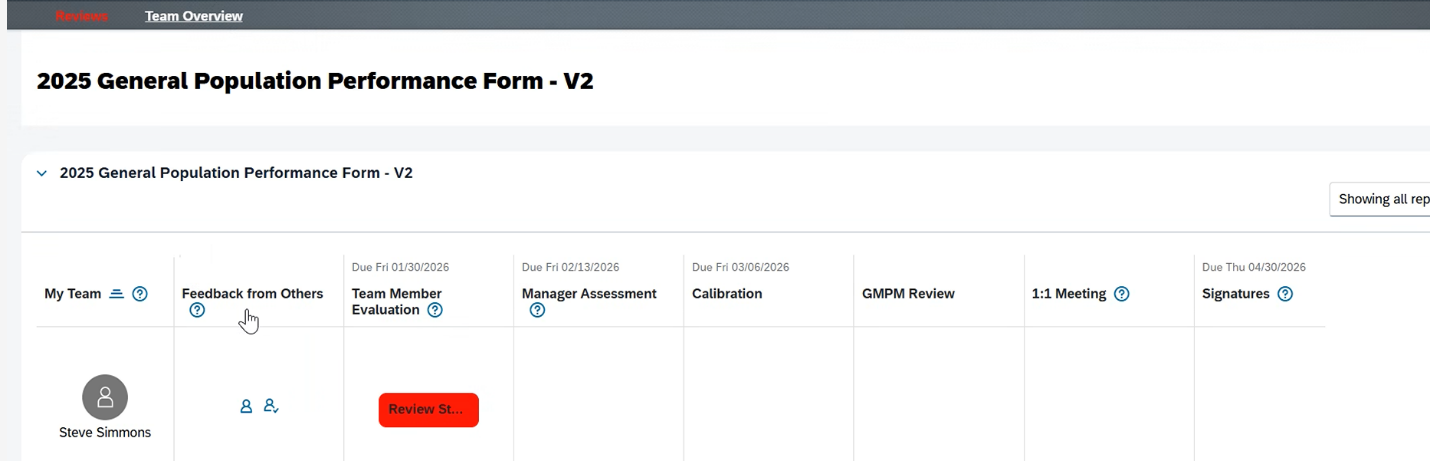 Reviews Team Overview
2025 General Population Performance Form - V2
2025 General Population Performance Form - V2
Showing all rep
Due Fri 01/30/2026 Due Fri 02/13/2026 Due Fri 03/06/2026 Due Thu 04/30/2026
My Team Feedback from Others Team Member Manager Assessment Calibration GMPM Review 1:1 Meeting Signatures
Evaluation
Review St...
Steve Simmons